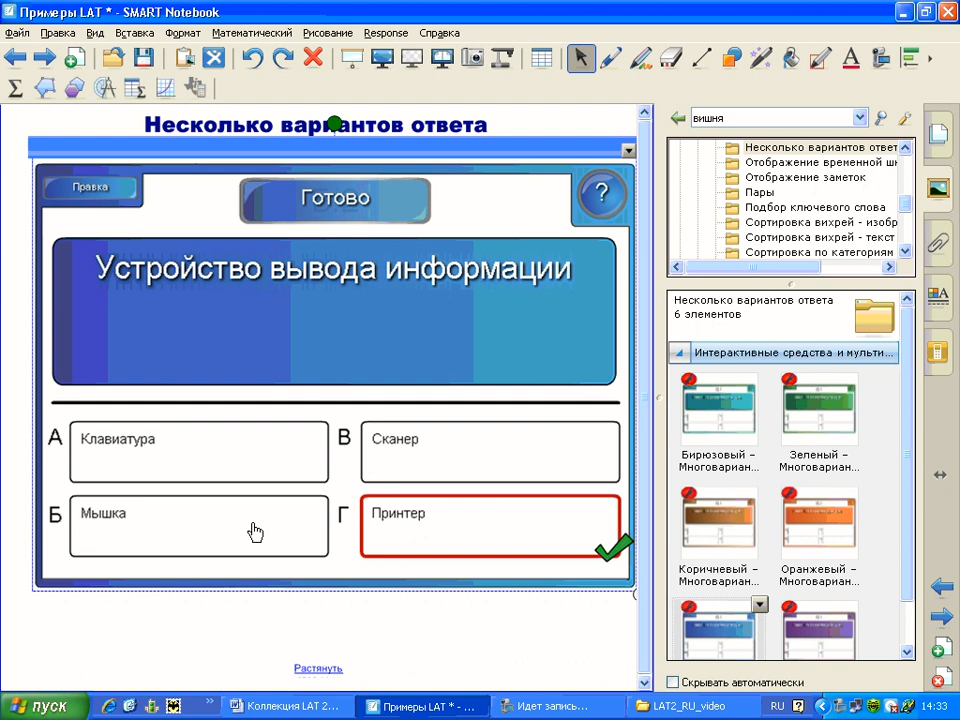 Примеры LAT * - SMART Notebook
Файл Правка Вид Вставка Формат Математический Рисование Response Справка
вишня
Несколько вариантов ответа
Правка
Готово
?
Устройство вывода информации
А Клавиатура
В Сканер
Б Мышка
Г Принтер
Растянуть
Несколько вариантов ответ
Отображение временной ш
Отображение заметок
Пары
Подбор ключевого слова
Сортировка вихрей - изобр
Сортировка вихрей - текст
Сортировка по категориям
Несколько вариантов ответа
6 элементов
Интерактивные средства и мульти...
Бирюзовый –
Многовариан...
Зеленый –
Многовариан...
Коричневый –
Многовариан...
Оранжевый –
Многовариан...
Скрывать автоматически
пуск
Коллекция LAT 2...
Примеры LAT * - ...
Идет запись...
LAT2_RU_video
RU
14:33